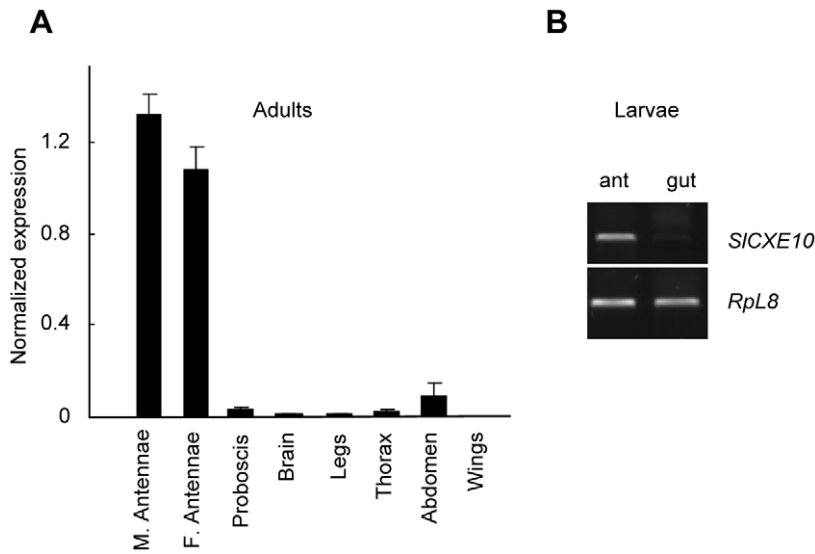 A
Adults
Normalized expression
1.2
0.8
0.4
0
M. Antennae
F. Antennae
Proboscis
Brain
Legs
Thorax
Abdomen
Wings
B
Larvae
ant gut
SlCXE10
RpL8